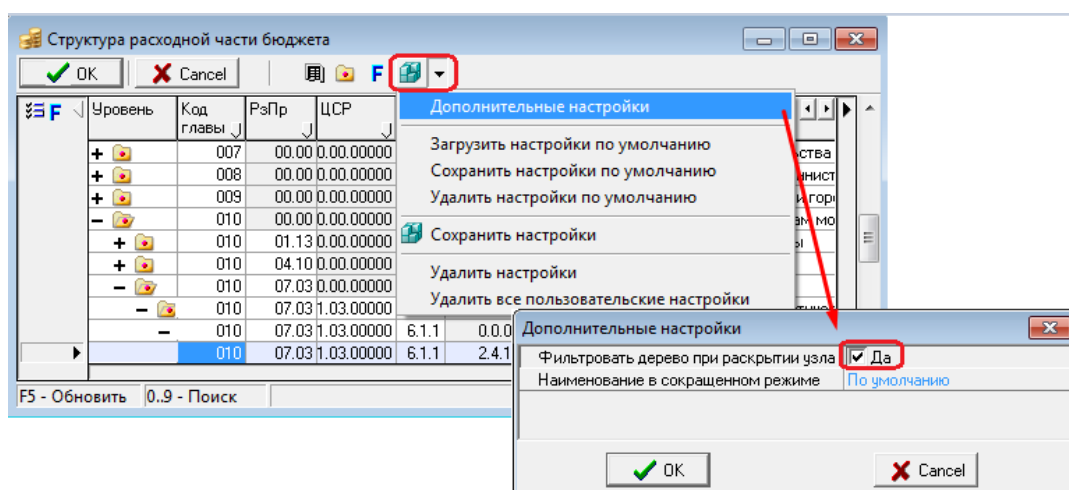 Структура расходной части бюджета
OK Cancel F
F Уровень Код главы РзПр ЦСР
007 00.00 0.00.00000
008 00.00 0.00.00000
009 00.00 0.00.00000
010 00.00 0.00.00000
010 01.13 0.00.00000
010 04.10 0.00.00000
010 07.03 0.00.00000
010 07.03 1.03.00000
010 07.03 1.03.00000 6.1.1 0.0.0
010 07.03 1.03.00000 6.1.1 2.4.1
Дополнительные настройки
Загрузить настройки по умолчанию
Сохранить настройки по умолчанию
Удалить настройки по умолчанию
Сохранить настройки
Удалить настройки
Удалить все пользовательские настройки
F5 - Обновить 0..9 - Поиск
Дополнительные настройки
Фильтровать дерево при раскрытии узла Да
Наименование в сокращенном режиме По умолчанию
OK Cancel